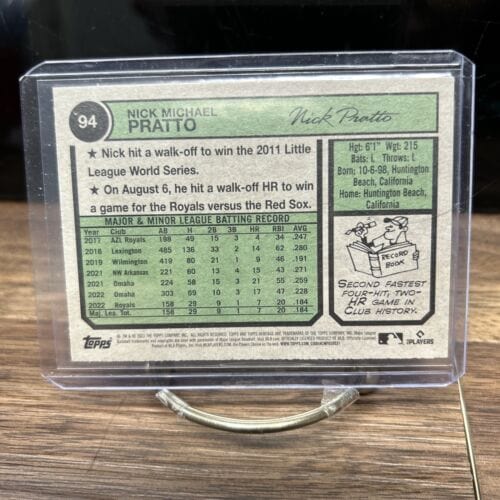 94
NICK MICHAEL
PRATTO
Nick Pratto
★ Nick hit a walk-off to win the 2011 Little
League World Series.
★ On August 6, he hit a walk-off HR to win
a game for the Royals versus the Red Sox.
MAJOR & MINOR LEAGUE BATTING RECORD
Year Club AB H 2B 3B HR RBI AVG
2017 AZL Royals 198 49 15 3 4 34 .247
2018 Lexington 485 136 33 2 14 62 .280
2019 Wilmington 419 80 21 1 9 46 .191
2021 NW Arkansas 221 60 13 4 15 43 .271
2021 Omaha 224 58 15 3 21 55 .259
2022 Omaha 303 69 10 2 17 47 .228
2022 Royals 158 29 9 1 7 20 .184
Maj. Lea. Tot. 158 29 9 1 7 20 .184
Hgt: 6'1" Wgt: 215
Bats: L Throws: L
Born: 10-6-98, Huntington
Beach, California
Home: Huntington Beach,
California
RECORD
BOOK
SECOND FASTEST
FOUR-HIT, TWO-
HR GAME IN
CLUB HISTORY.
Topps
PLAYERS